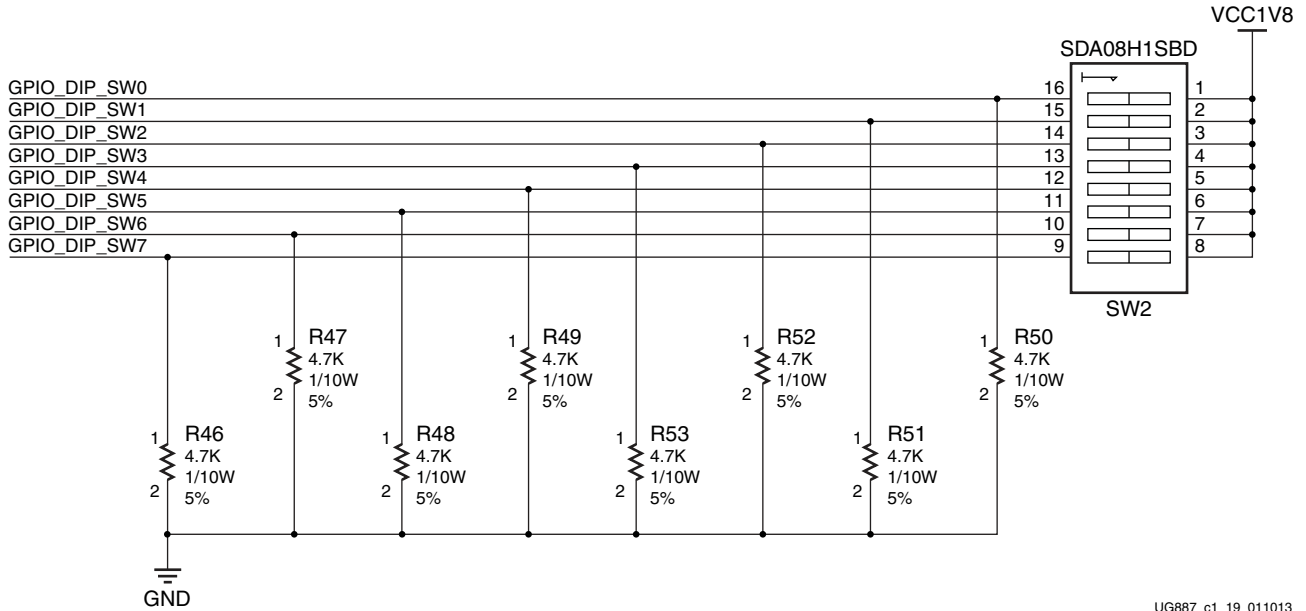 VCC1V8
SDA08H1SBD
GPIO_DIP_SW0 16 1
GPIO_DIP_SW1 15 2
GPIO_DIP_SW2 14 3
GPIO_DIP_SW3 13 4
GPIO_DIP_SW4 12 5
GPIO_DIP_SW5 11 6
GPIO_DIP_SW6 10 7
GPIO_DIP_SW7 9 8
SW2
1 R47
4.7K
1/10W
2 5%
1 R49
4.7K
1/10W
2 5%
1 R52
4.7K
1/10W
2 5%
1 R50
4.7K
1/10W
2 5%
1 R46
4.7K
1/10W
2 5%
1 R48
4.7K
1/10W
2 5%
1 R53
4.7K
1/10W
2 5%
1 R51
4.7K
1/10W
2 5%
GND
UG887_c1_19_011013